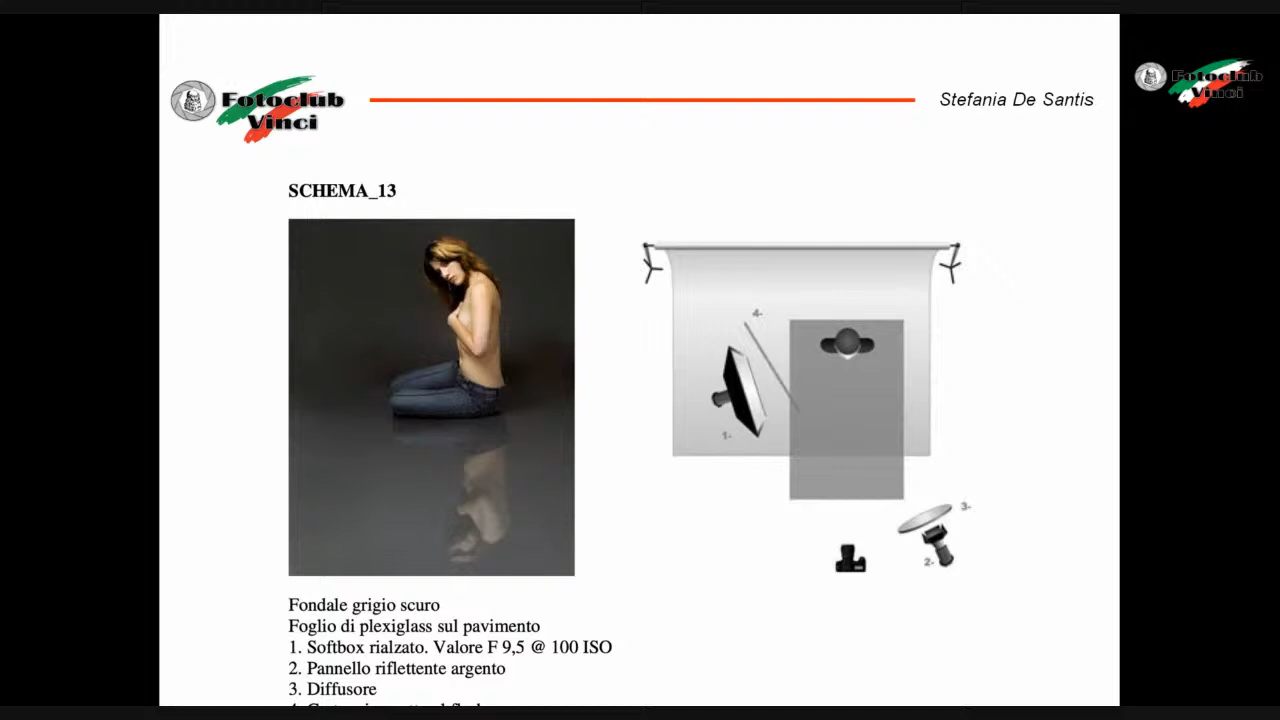 Fotoclub
Vinci
Stefania De Santis
Fotoclub
Vinci
SCHEMA_13
4-
1-
3-
2-
Fondale grigio scuro
Foglio di plexiglass sul pavimento
1. Softbox rialzato. Valore F 9,5 @ 100 ISO
2. Pannello riflettente argento
3. Diffusore